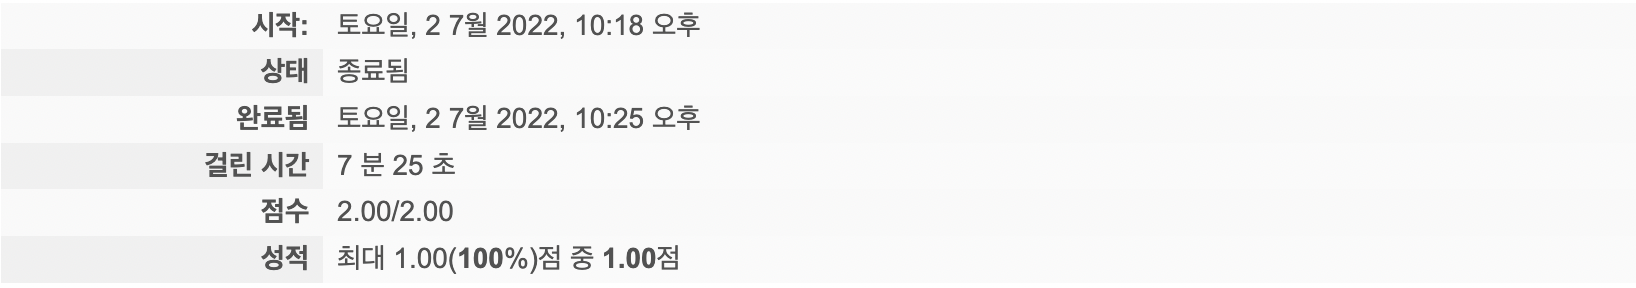 시작: 토요일, 2 7월 2022, 10:18 오후
상태 종료됨
완료됨 토요일, 2 7월 2022, 10:25 오후
걸린 시간 7 분 25 초
점수 2.00/2.00
성적 최대 1.00(100%)점 중 1.00점